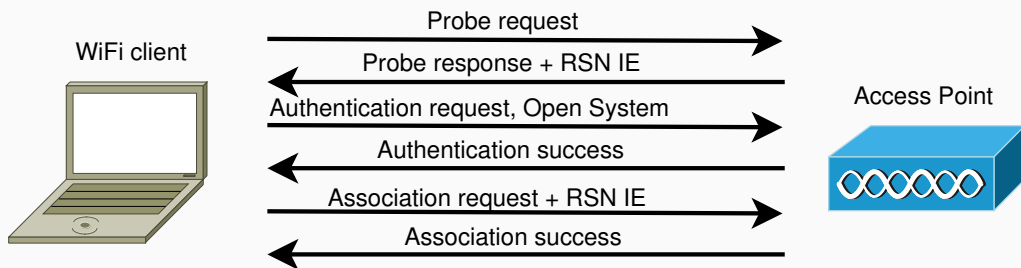 Probe request
WiFi client
Probe response + RSN IE
Access Point
Authentication request, Open System
Authentication success
Association request + RSN IE
Association success